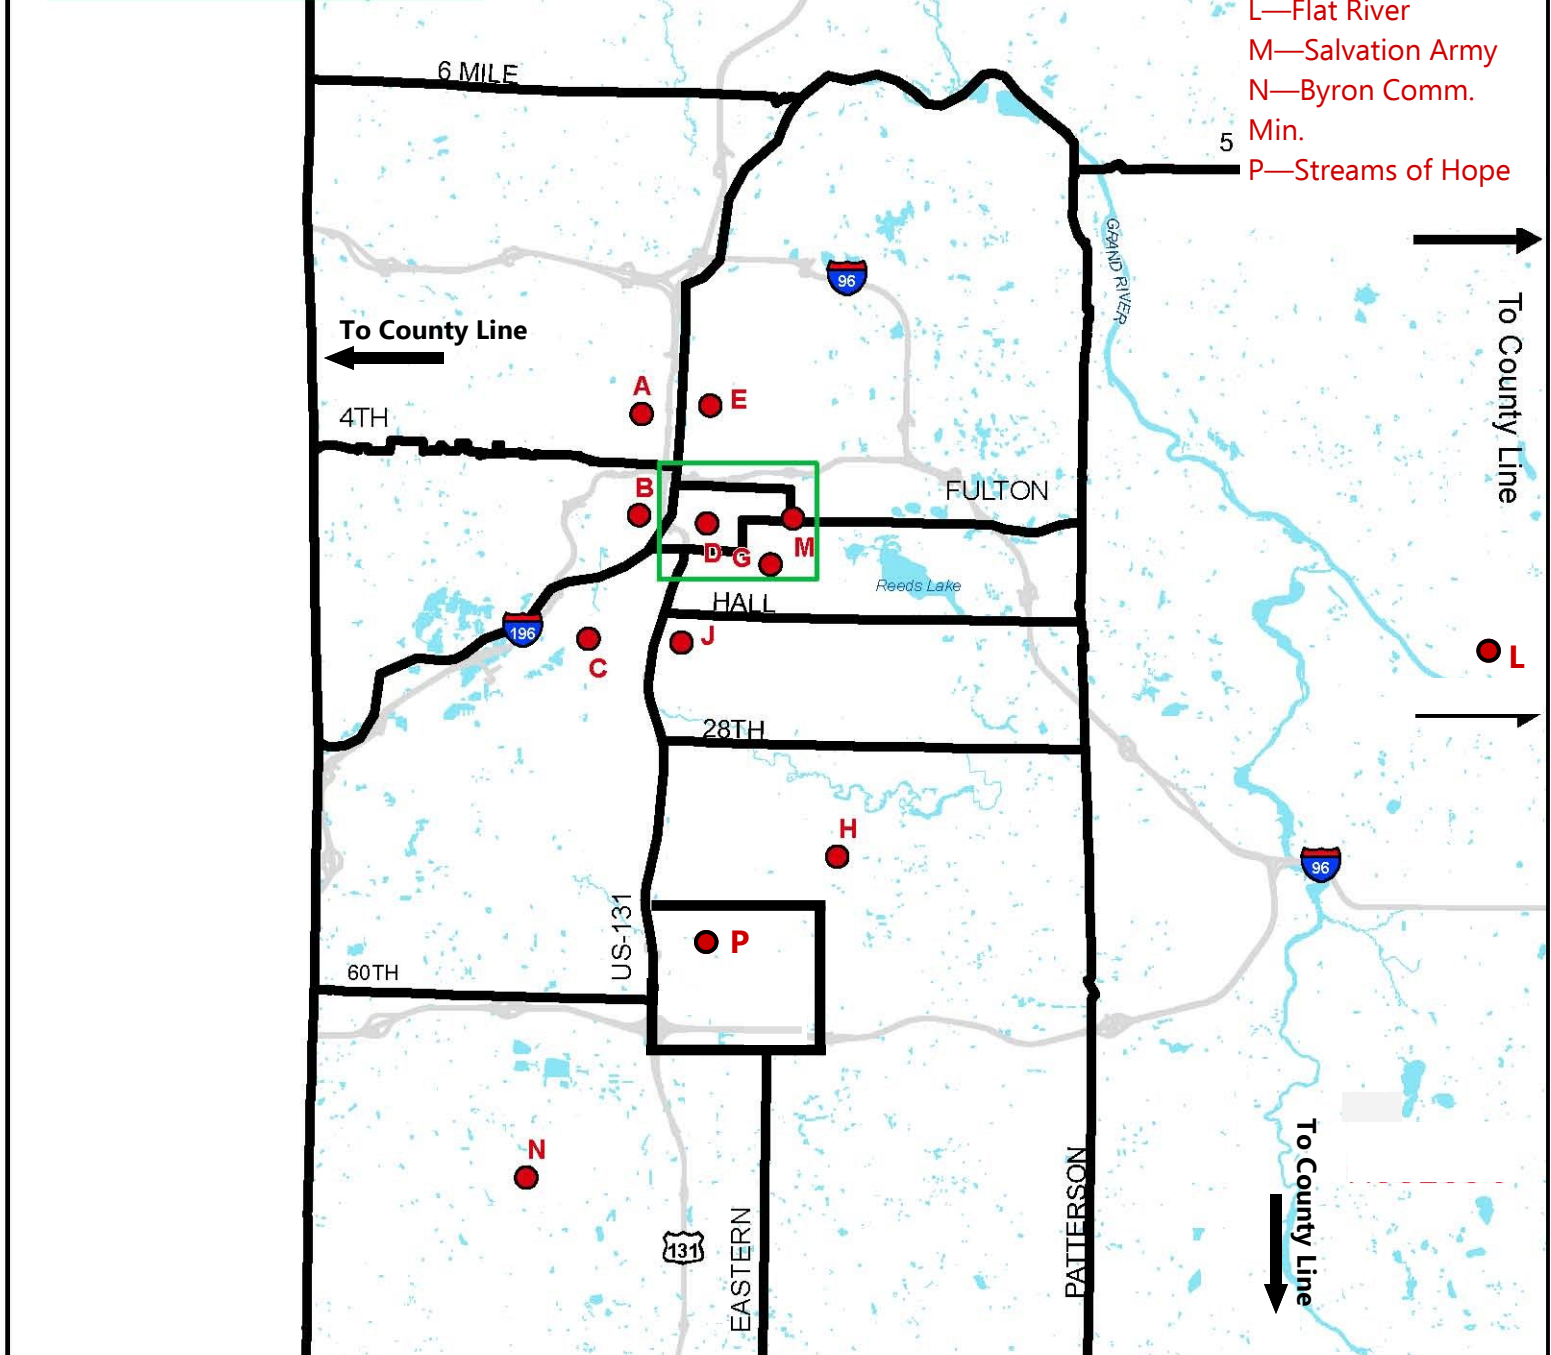 L—Flat River
M—Salvation Army
N—Byron Comm.
Min.
P—Streams of Hope
6 MILE
5
GRAND RIVER
96
To County Line
To County Line
A
E
4TH
B
FULTON
D
G
M
Reeds Lake
HALL
196
C
J
L
28TH
H
96
US-131
P
60TH
N
To County Line
131
EASTERN
PATTERSON